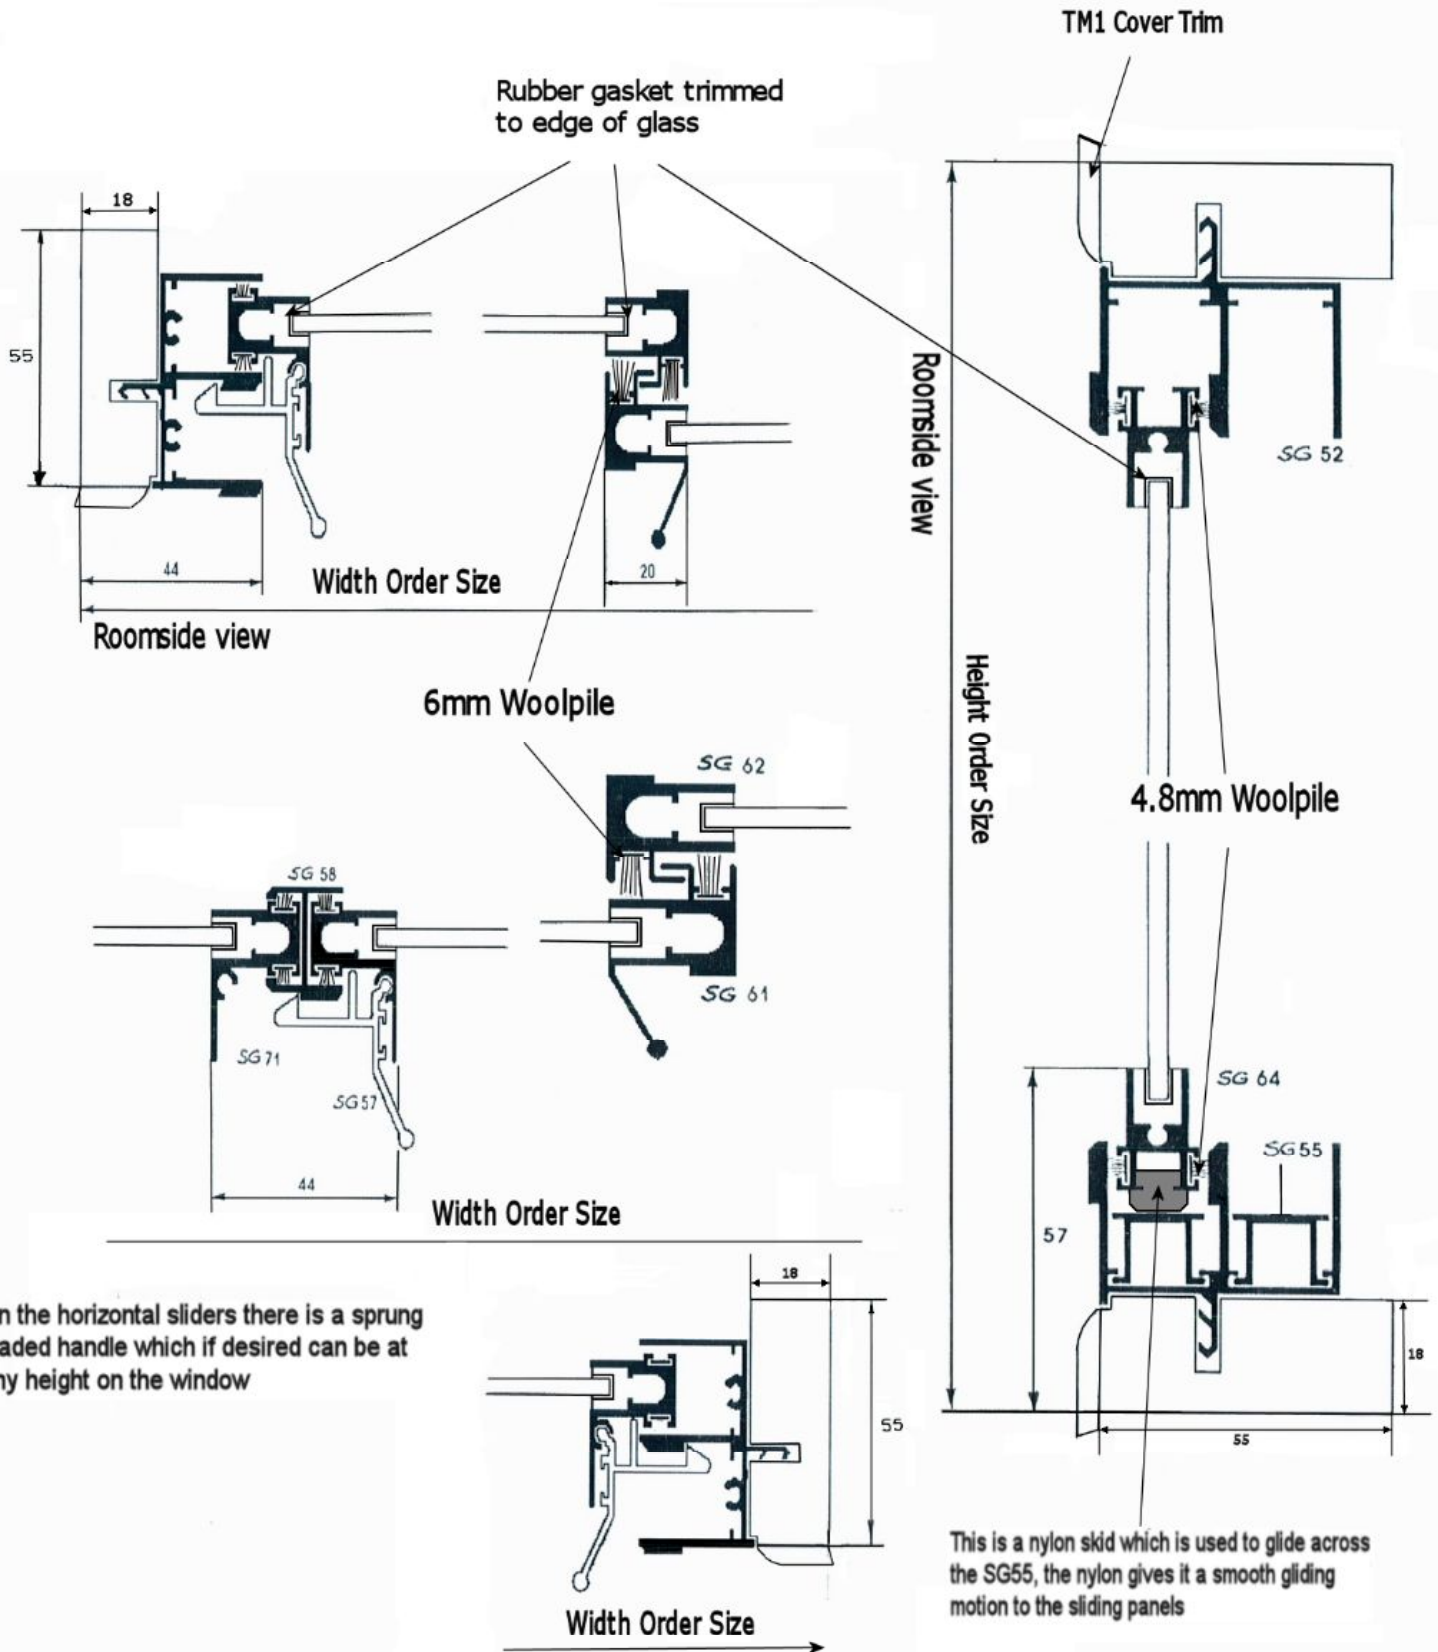 TM1 Cover Trim
Rubber gasket trimmed
to edge of glass
18
55
Roomside view
SG 52
44
Width Order Size
20
Roomside view
6mm Woolpile
Height Order Size
SG 62
4.8mm Woolpile
SG 58
SG 61
SG 71
SG57
SG 64
SG55
44
57
Width Order Size
18
n the horizontal sliders there is a sprung
aded handle which if desired can be at
ny height on the window
55
18
55
This is a nylon skid which is used to glide across
the SG55, the nylon gives it a smooth gliding
motion to the sliding panels
Width Order Size